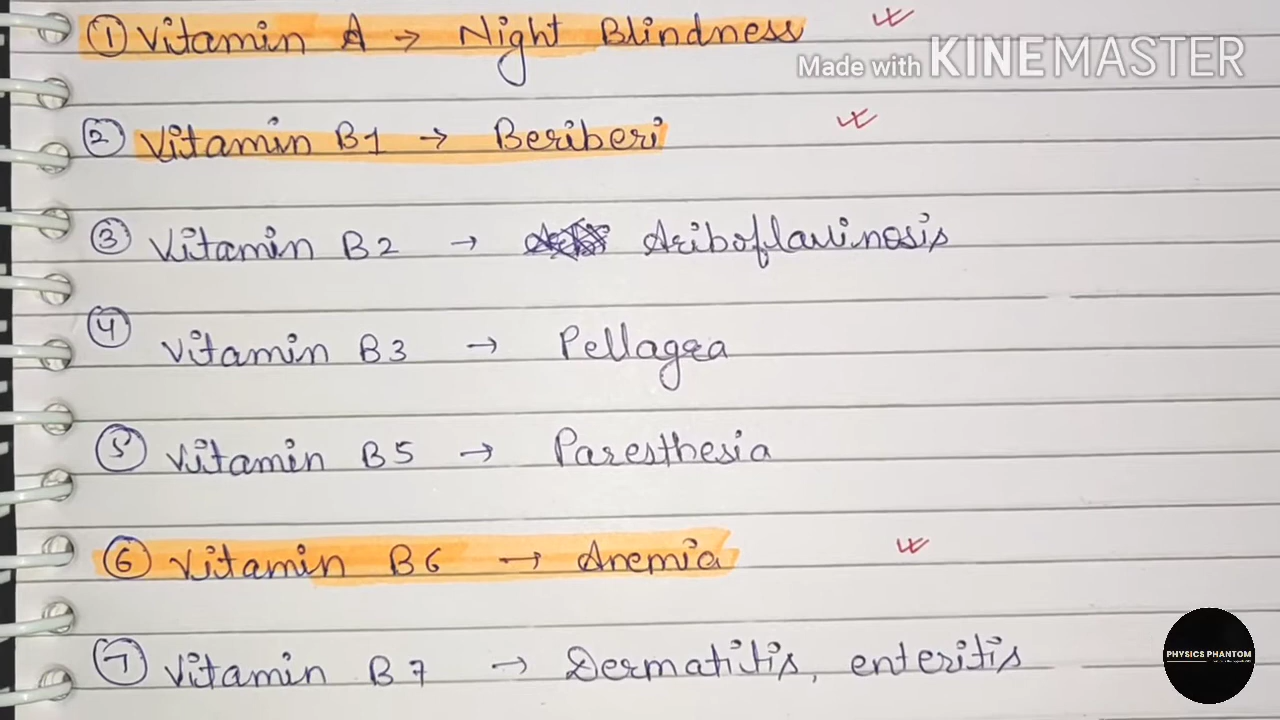 ① Vitamin A → Night Blindness
Made with KINEMASTER
② Vitamin B1 → Beriberi
③ Vitamin B2 → Ariboflavinosis
④ Vitamin B3 → Pellagra
⑤ Vitamin B5 → Paresthesia
⑥ Vitamin B6 → Anemia
⑦ Vitamin B7 → Dermatitis, enteritis
PHYSICS PHANTOM